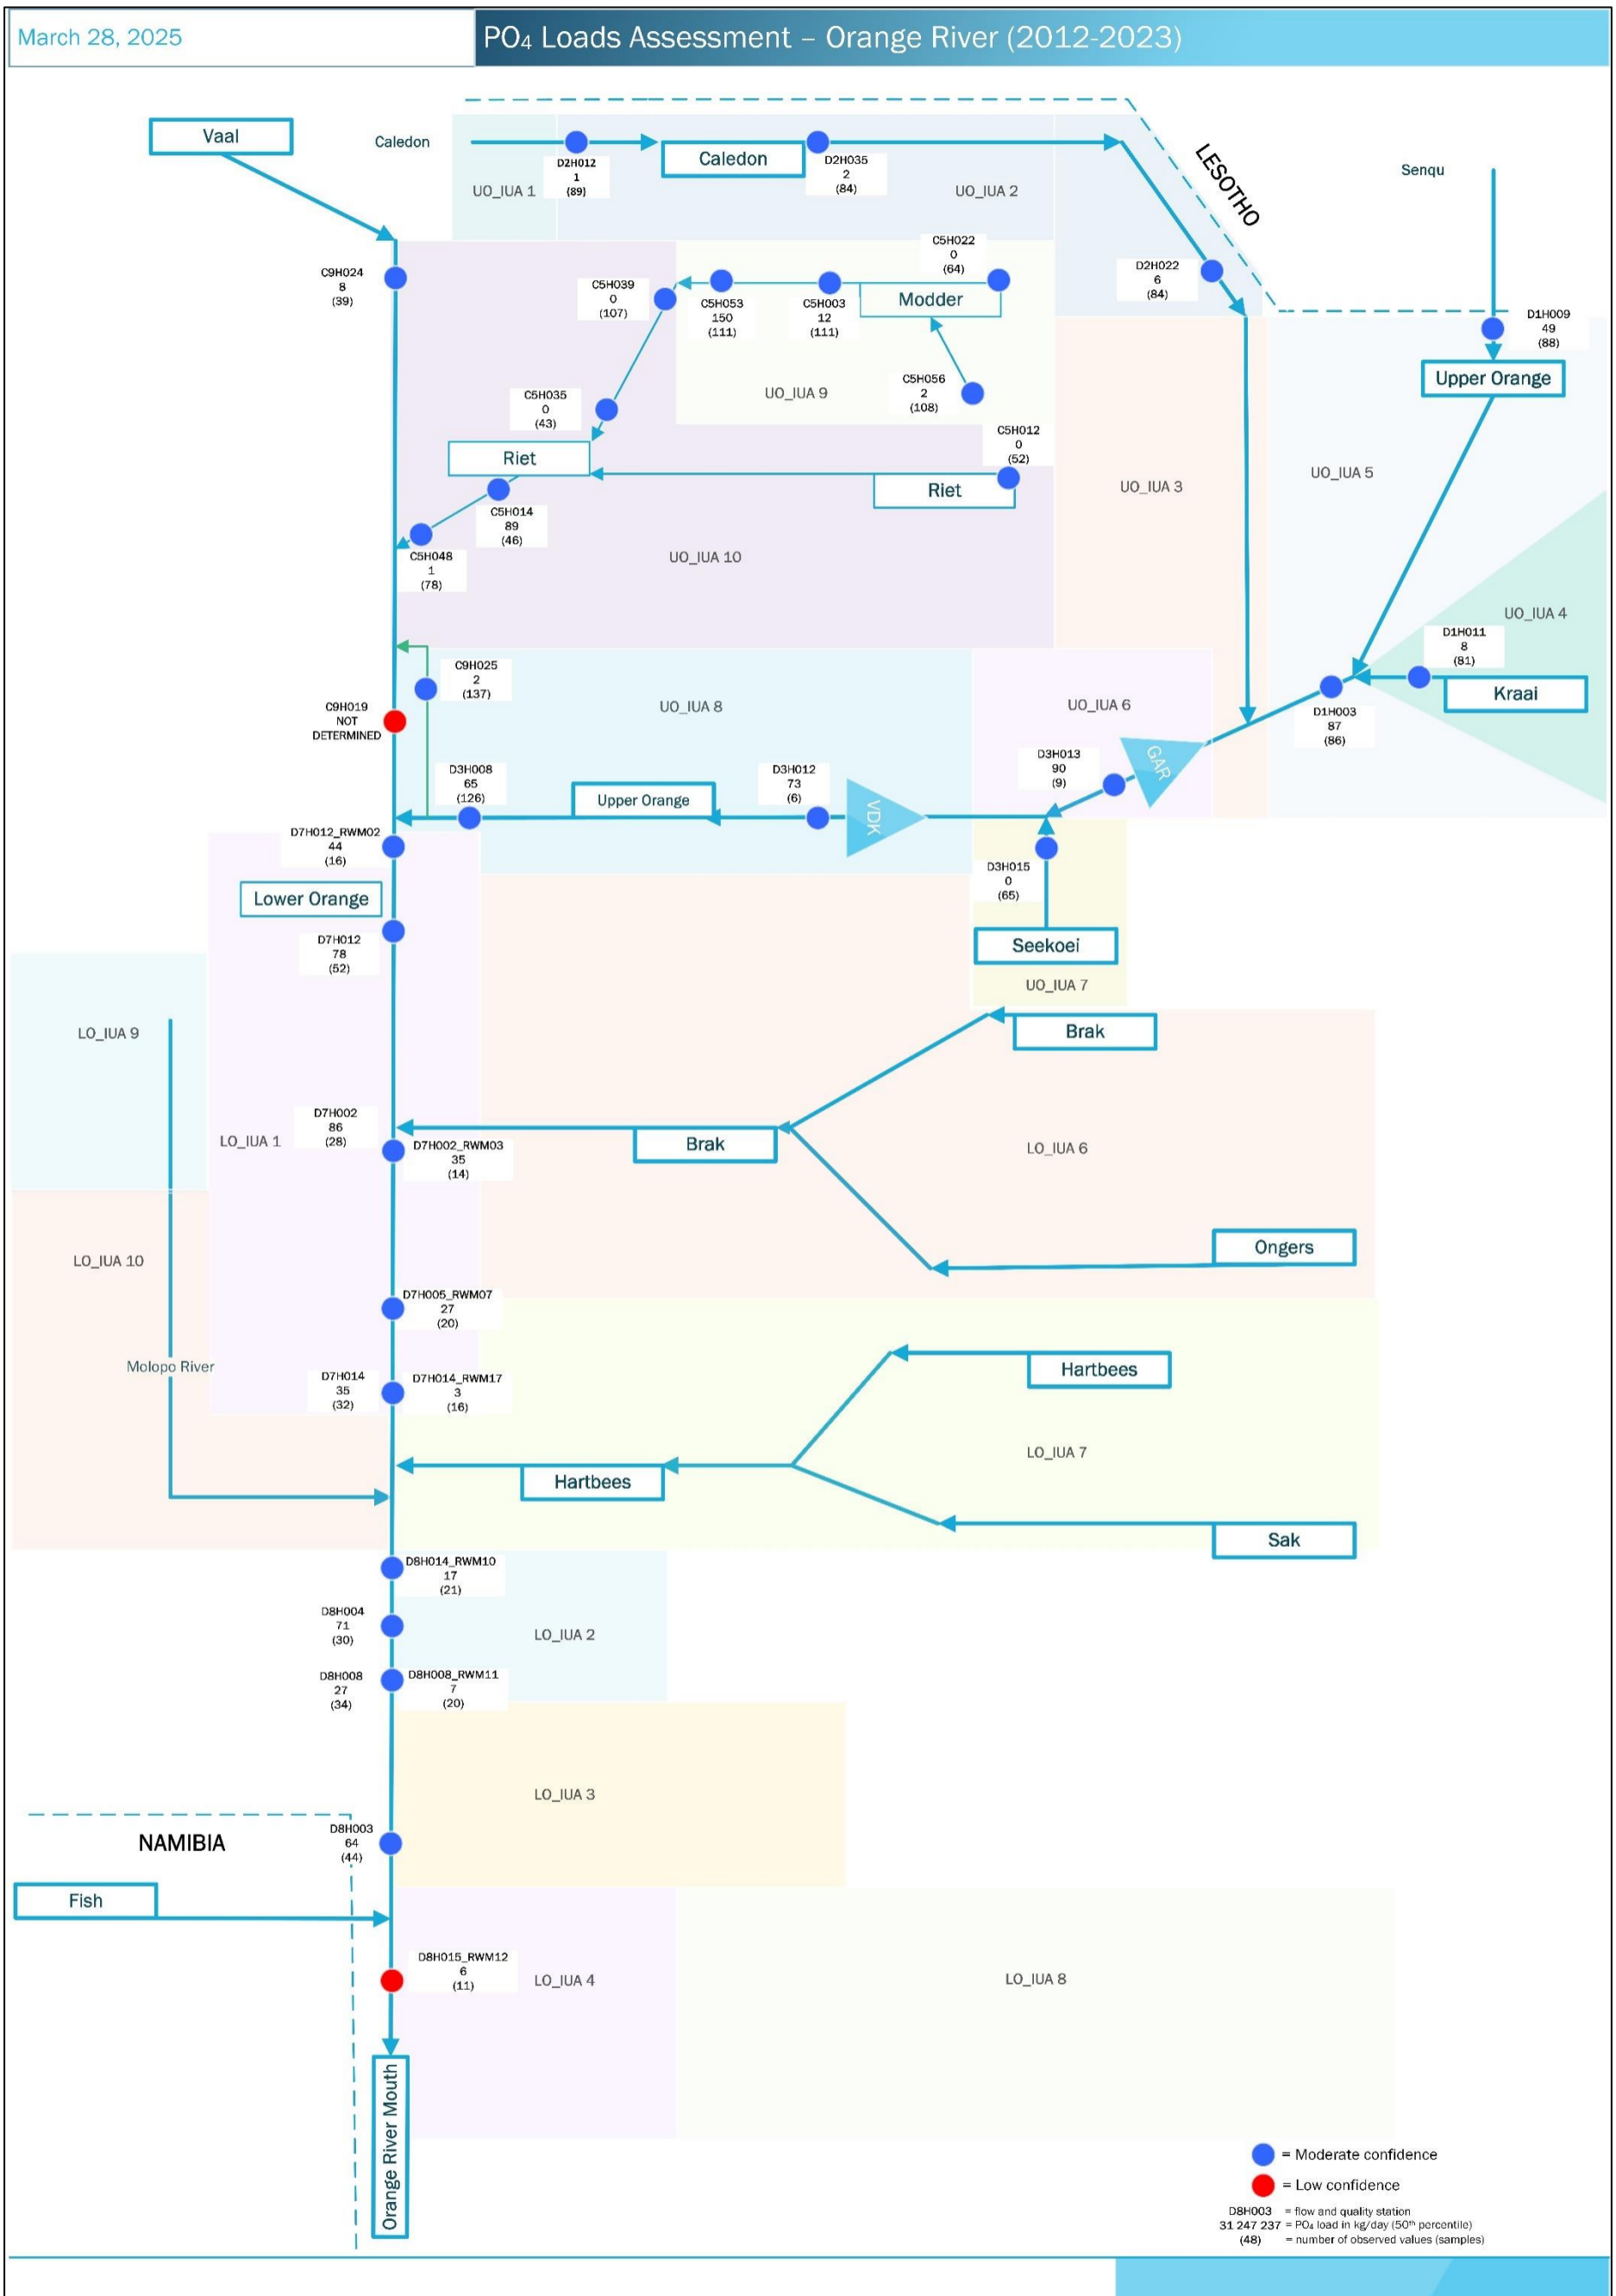 March 28, 2025
PO₄ Loads Assessment – Orange River (2012-2023)
Vaal
Caledon
D2H012
1
(89)
Caledon
D2H035
2
(84)
UO_IUA 1
UO_IUA 2
LESOTHO
Senqu
C9H024
8
(39)
C5H039
0
(107)
C5H053
150
(111)
C5H003
12
(111)
C5H022
0
(64)
Modder
D2H022
6
(84)
D1H009
49
(88)
Upper Orange
C5H056
2
(108)
UO_IUA 9
C5H035
0
(43)
Riet
C5H012
0
(52)
Riet
UO_IUA 3
UO_IUA 5
C5H014
89
(46)
C5H048
1
(78)
UO_IUA 10
UO_IUA 4
D1H011
8
(81)
Kraai
C9H025
2
(137)
C9H019
NOT
DETERMINED
UO_IUA 8
UO_IUA 6
D1H003
87
(86)
D3H008
65
(126)
Upper Orange
D3H012
73
(6)
VDK
D3H013
90
(9)
GAR
D7H012_RWM02
44
(16)
Lower Orange
D3H015
0
(65)
D7H012
78
(52)
Seekoei
UO_IUA 7
LO_IUA 9
Brak
D7H002
86
(28)
LO_IUA 1
D7H002_RWM03
35
(14)
Brak
LO_IUA 6
LO_IUA 10
Ongers
D7H005_RWM07
27
(20)
Molopo River
D7H014
35
(32)
D7H014_RWM17
3
(16)
Hartbees
LO_IUA 7
Hartbees
Sak
D8H014_RWM10
17
(21)
D8H004
71
(30)
LO_IUA 2
D8H008
27
(34)
D8H008_RWM11
7
(20)
LO_IUA 3
NAMIBIA
D8H003
64
(44)
Fish
D8H015_RWM12
6
(11)
LO_IUA 4
LO_IUA 8
Orange River Mouth
= Moderate confidence
= Low confidence
D8H003 = flow and quality station
31 247 237 = PO₄ load in kg/day (50ᵗʰ percentile)
(48) = number of observed values (samples)